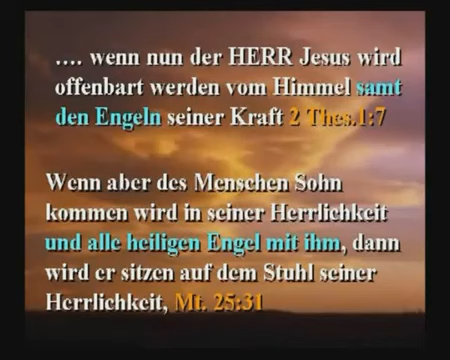 .... wenn nun der HERR Jesus wird
offenbart werden vom Himmel samt
den Engeln seiner Kraft 2 Thes.1:7
Wenn aber des Menschen Sohn
kommen wird in seiner Herrlichkeit
und alle heiligen Engel mit ihm, dann
wird er sitzen auf dem Stuhl seiner
Herrlichkeit, Mt. 25:31